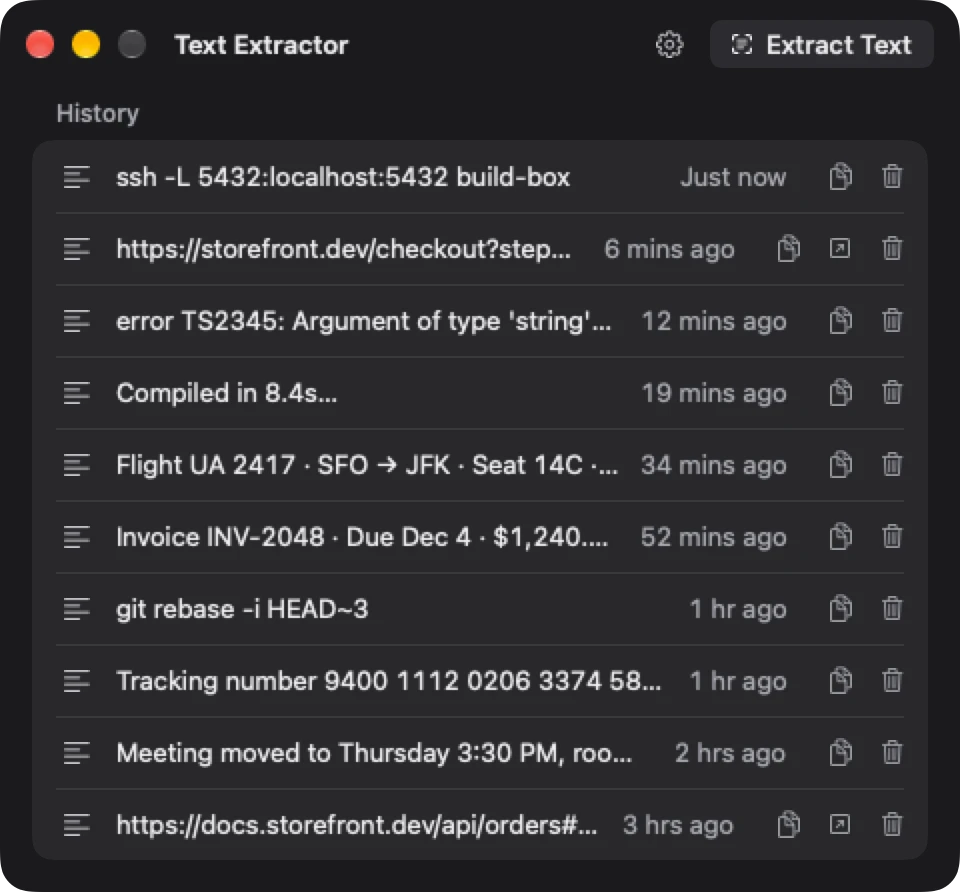 Text Extractor
Extract Text
History
ssh -L 5432:localhost:5432 build-box Just now
https://storefront.dev/checkout?step... 6 mins ago
error TS2345: Argument of type 'string'... 12 mins ago
Compiled in 8.4s... 19 mins ago
Flight UA 2417 · SFO → JFK · Seat 14C ·... 34 mins ago
Invoice INV-2048 · Due Dec 4 · $1,240.... 52 mins ago
git rebase -i HEAD~3 1 hr ago
Tracking number 9400 1112 0206 3374 58... 1 hr ago
Meeting moved to Thursday 3:30 PM, roo... 2 hrs ago
https://docs.storefront.dev/api/orders#... 3 hrs ago